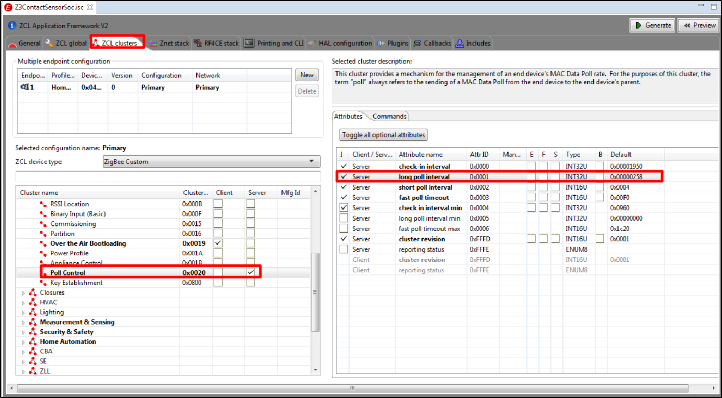 Z3ContactSensorSoc.isc
ZCL Application Framework V2
Generate
Preview
General
ZCL global
ZCL clusters
Znet stack
RF4CE stack
Printing and CLI
HAL configuration
Plugins
Callbacks
Includes
Multiple endpoint configuration
Endpo... Profile... Devic... Version Configuration Network
1 Hom... 0x04... 0 Primary Primary
New
Delete
Selected configuration name: Primary
ZCL device type: ZigBee Custom
Cluster name Cluster... Client Server Mfg Id
RSSI Location 0x000B
Binary Input (Basic) 0x000F
Commissioning 0x0015
Partition 0x0016
Over the Air Bootloading 0x0019
Power Profile 0x001A
Appliance Control 0x001B
Poll Control 0x0020
Key Establishment 0x0800
Closures
HVAC
Lighting
Measurement & Sensing
Security & Safety
Home Automation
CBA
SE
ZLL
Selected cluster description:
This cluster provides a mechanism for the management of an end device's MAC Data Poll rate. For the purposes of this cluster, the
term "poll" always refers to the sending of a MAC Data Poll from the end device to the end device's parent.
Attributes Commands
Toggle all optional attributes
I Client / Serv... Attribute name Attr ID Man... E F S Type B Default
Server check-in interval 0x0000 INT32U 0x00001950
Server long poll interval 0x0001 INT32U 0x00000258
Server short poll interval 0x0002 INT16U 0x0004
Server fast poll timeout 0x0003 INT16U 0x00F0
Server check in interval min 0x0004 INT32U 0x0960
Server long poll interval min 0x0005 INT32U 0x00000000
Server fast poll timeout max 0x0006 INT16U 0x1c20
Server cluster revision 0xFFFD INT16U 0x0001
Server reporting status 0xFFFE ENUM8
Client cluster revision 0xFFFD INT16U 0x0001
Client reporting status 0xFFFE ENUM8